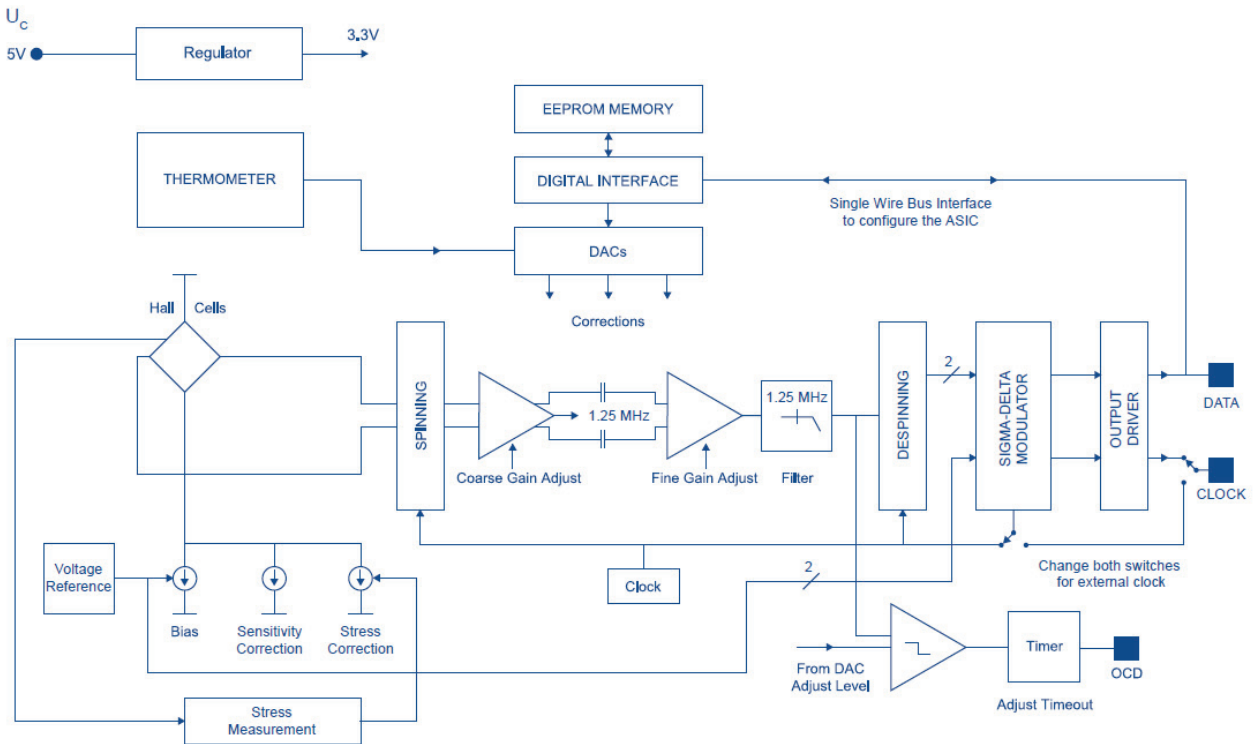 U_C
5V
Regulator
3.3V
EEPROM MEMORY
THERMOMETER
DIGITAL INTERFACE
Single Wire Bus Interface
to configure the ASIC
DACs
Hall Cells
Corrections
SPINNING
1.25 MHz
Coarse Gain Adjust
Fine Gain Adjust
1.25 MHz
Filter
DESPINNING
2
SIGMA-DELTA
MODULATOR
OUTPUT
DRIVER
DATA
CLOCK
Voltage
Reference
Bias
Sensitivity
Correction
Stress
Correction
Clock
2
Change both switches
for external clock
From DAC
Adjust Level
Timer
OCD
Adjust Timeout
Stress
Measurement